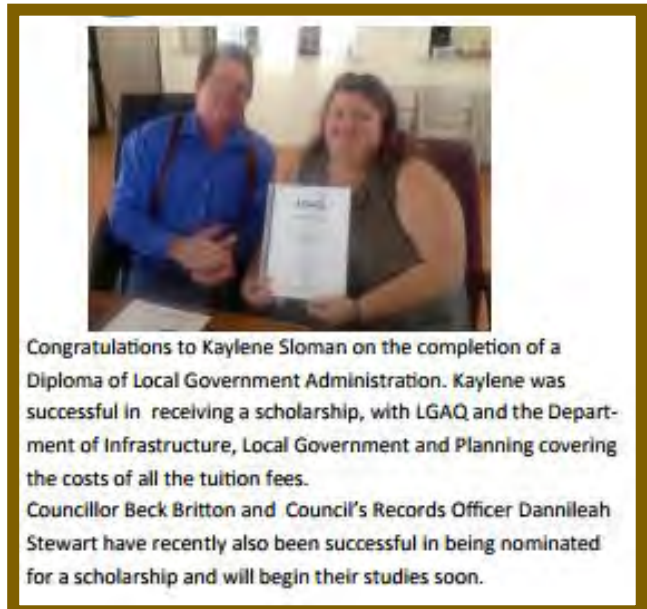 Congratulations to Kaylene Sloman on the completion of a
Diploma of Local Government Administration. Kaylene was
successful in  receiving a scholarship, with LGAQ and the Depart-
ment of Infrastructure, Local Government and Planning covering
the costs of all the tuition fees.
Councillor Beck Britton and  Council's Records Officer Dannileah
Stewart have recently also been successful in being nominated
for a scholarship and will begin their studies soon.